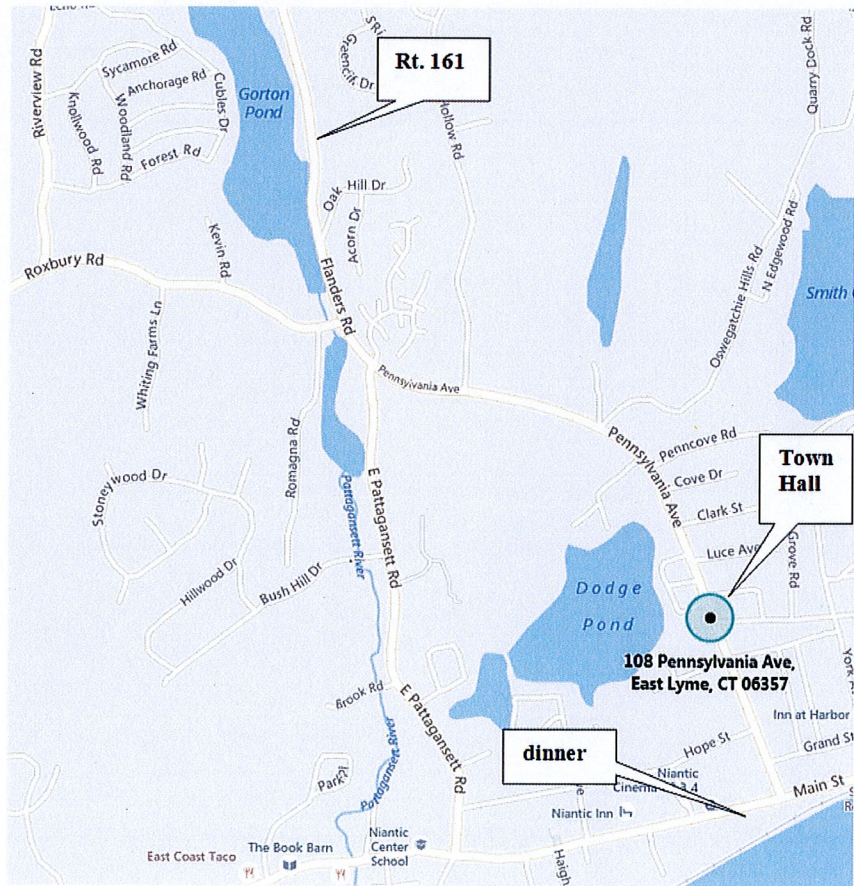 Rt. 161
Sycamore Rd
Anchorage Rd
Riverview Rd
Knollwood Rd
Woodland Rd
Cubles Dr
Forest Rd
Gorton
Pond
Hollow Rd
Quarry Dock Rd
Oak Hill Dr
Acorn Dr
Kevin Rd
Roxbury Rd
Flanders Rd
N Edgewood Rd
Oswegatchie Hills Rd
Smith
Whiting Farms Ln
Pennsylvania Ave
Romagna Rd
Pennsylvania Ave
Penncove Rd
Town
Hall
Cove Dr
Stoneywood Dr
Clark St
Pattagansett River
E Pattagansett Rd
Luce Ave
Grove Rd
Hillwood Dr
Bush Hill Dr
Dodge
Pond
108 Pennsylvania Ave,
East Lyme, CT 06357
Brook Rd
E Pattagansett Rd
Pattagansett River
Inn at Harbor
Hope St
Grand St
dinner
Niantic
Main St
Niantic Inn
Niantic
Center
School
The Book Barn
East Coast Taco
Haigh